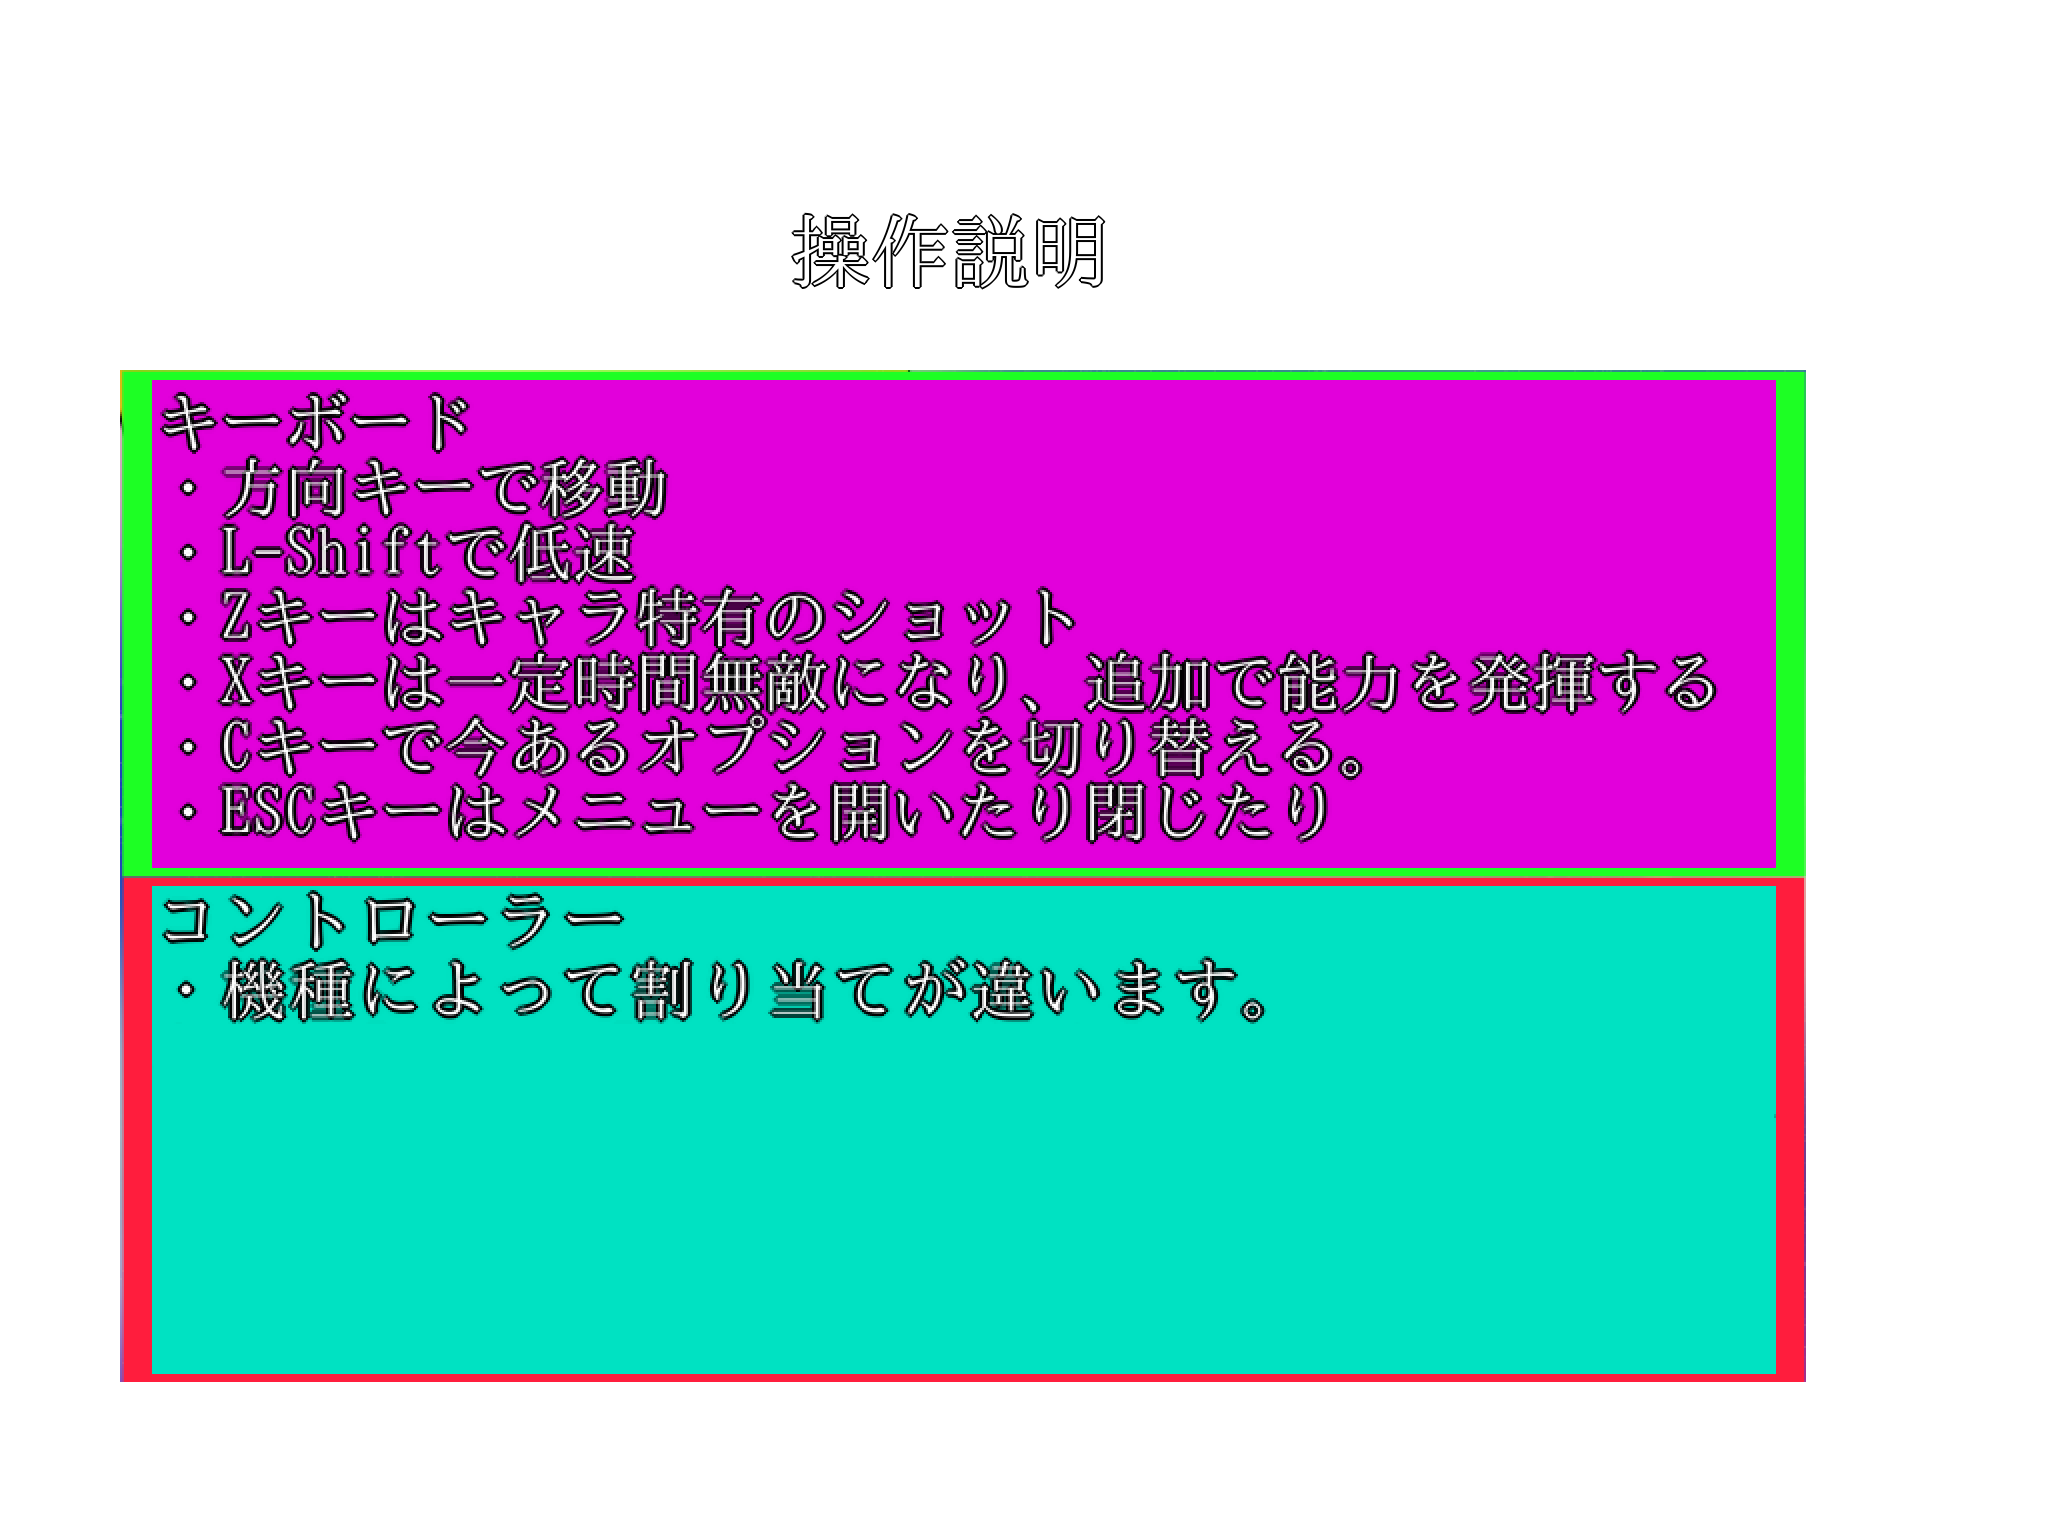 操作説明
キーボード
・方向キーで移動
・L-Shiftで低速
・Zキーはキャラ特有のショット
・Xキーは一定時間無敵になり、追加で能力を発揮する
・Cキーで今あるオプションを切り替える。
・ESCキーはメニューを開いたり閉じたり
コントローラー
・機種によって割り当てが違います。